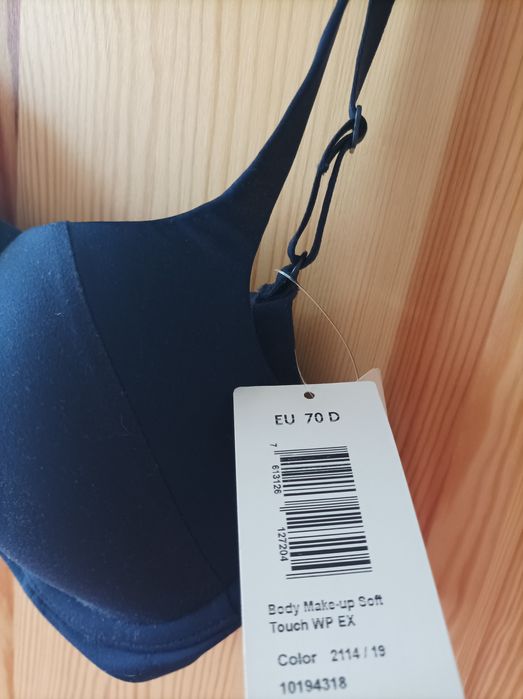 EU 70 D
7 613126 127204
Body Make-up Soft
Touch WP EX
Color 2114 / 19
10194318